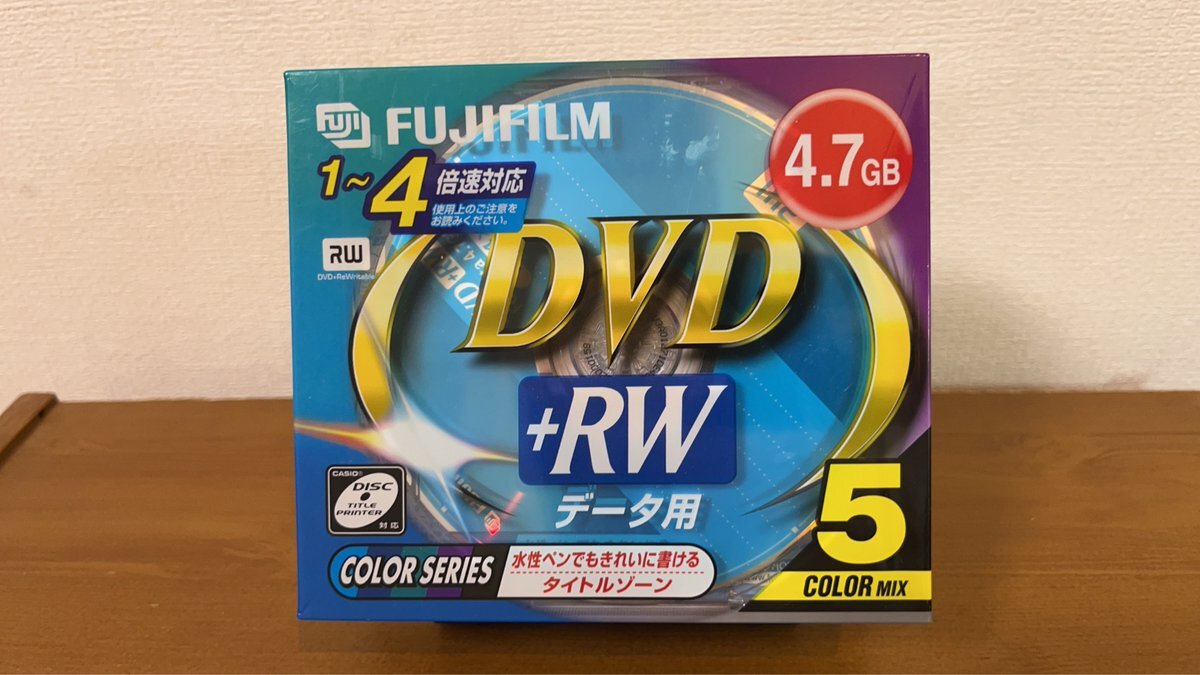 FUJI FUJIFILM
4.7GB
1~4倍速対応
使用上のご注意を
お読みください。
RW
DVD+ReWritable
DVD
+RW
データ用
CASIO®
DISC
TITLE
PRINTER
対応
5
COLOR MIX
COLOR SERIES
水性ペンでもきれいに書ける
タイトルゾーン